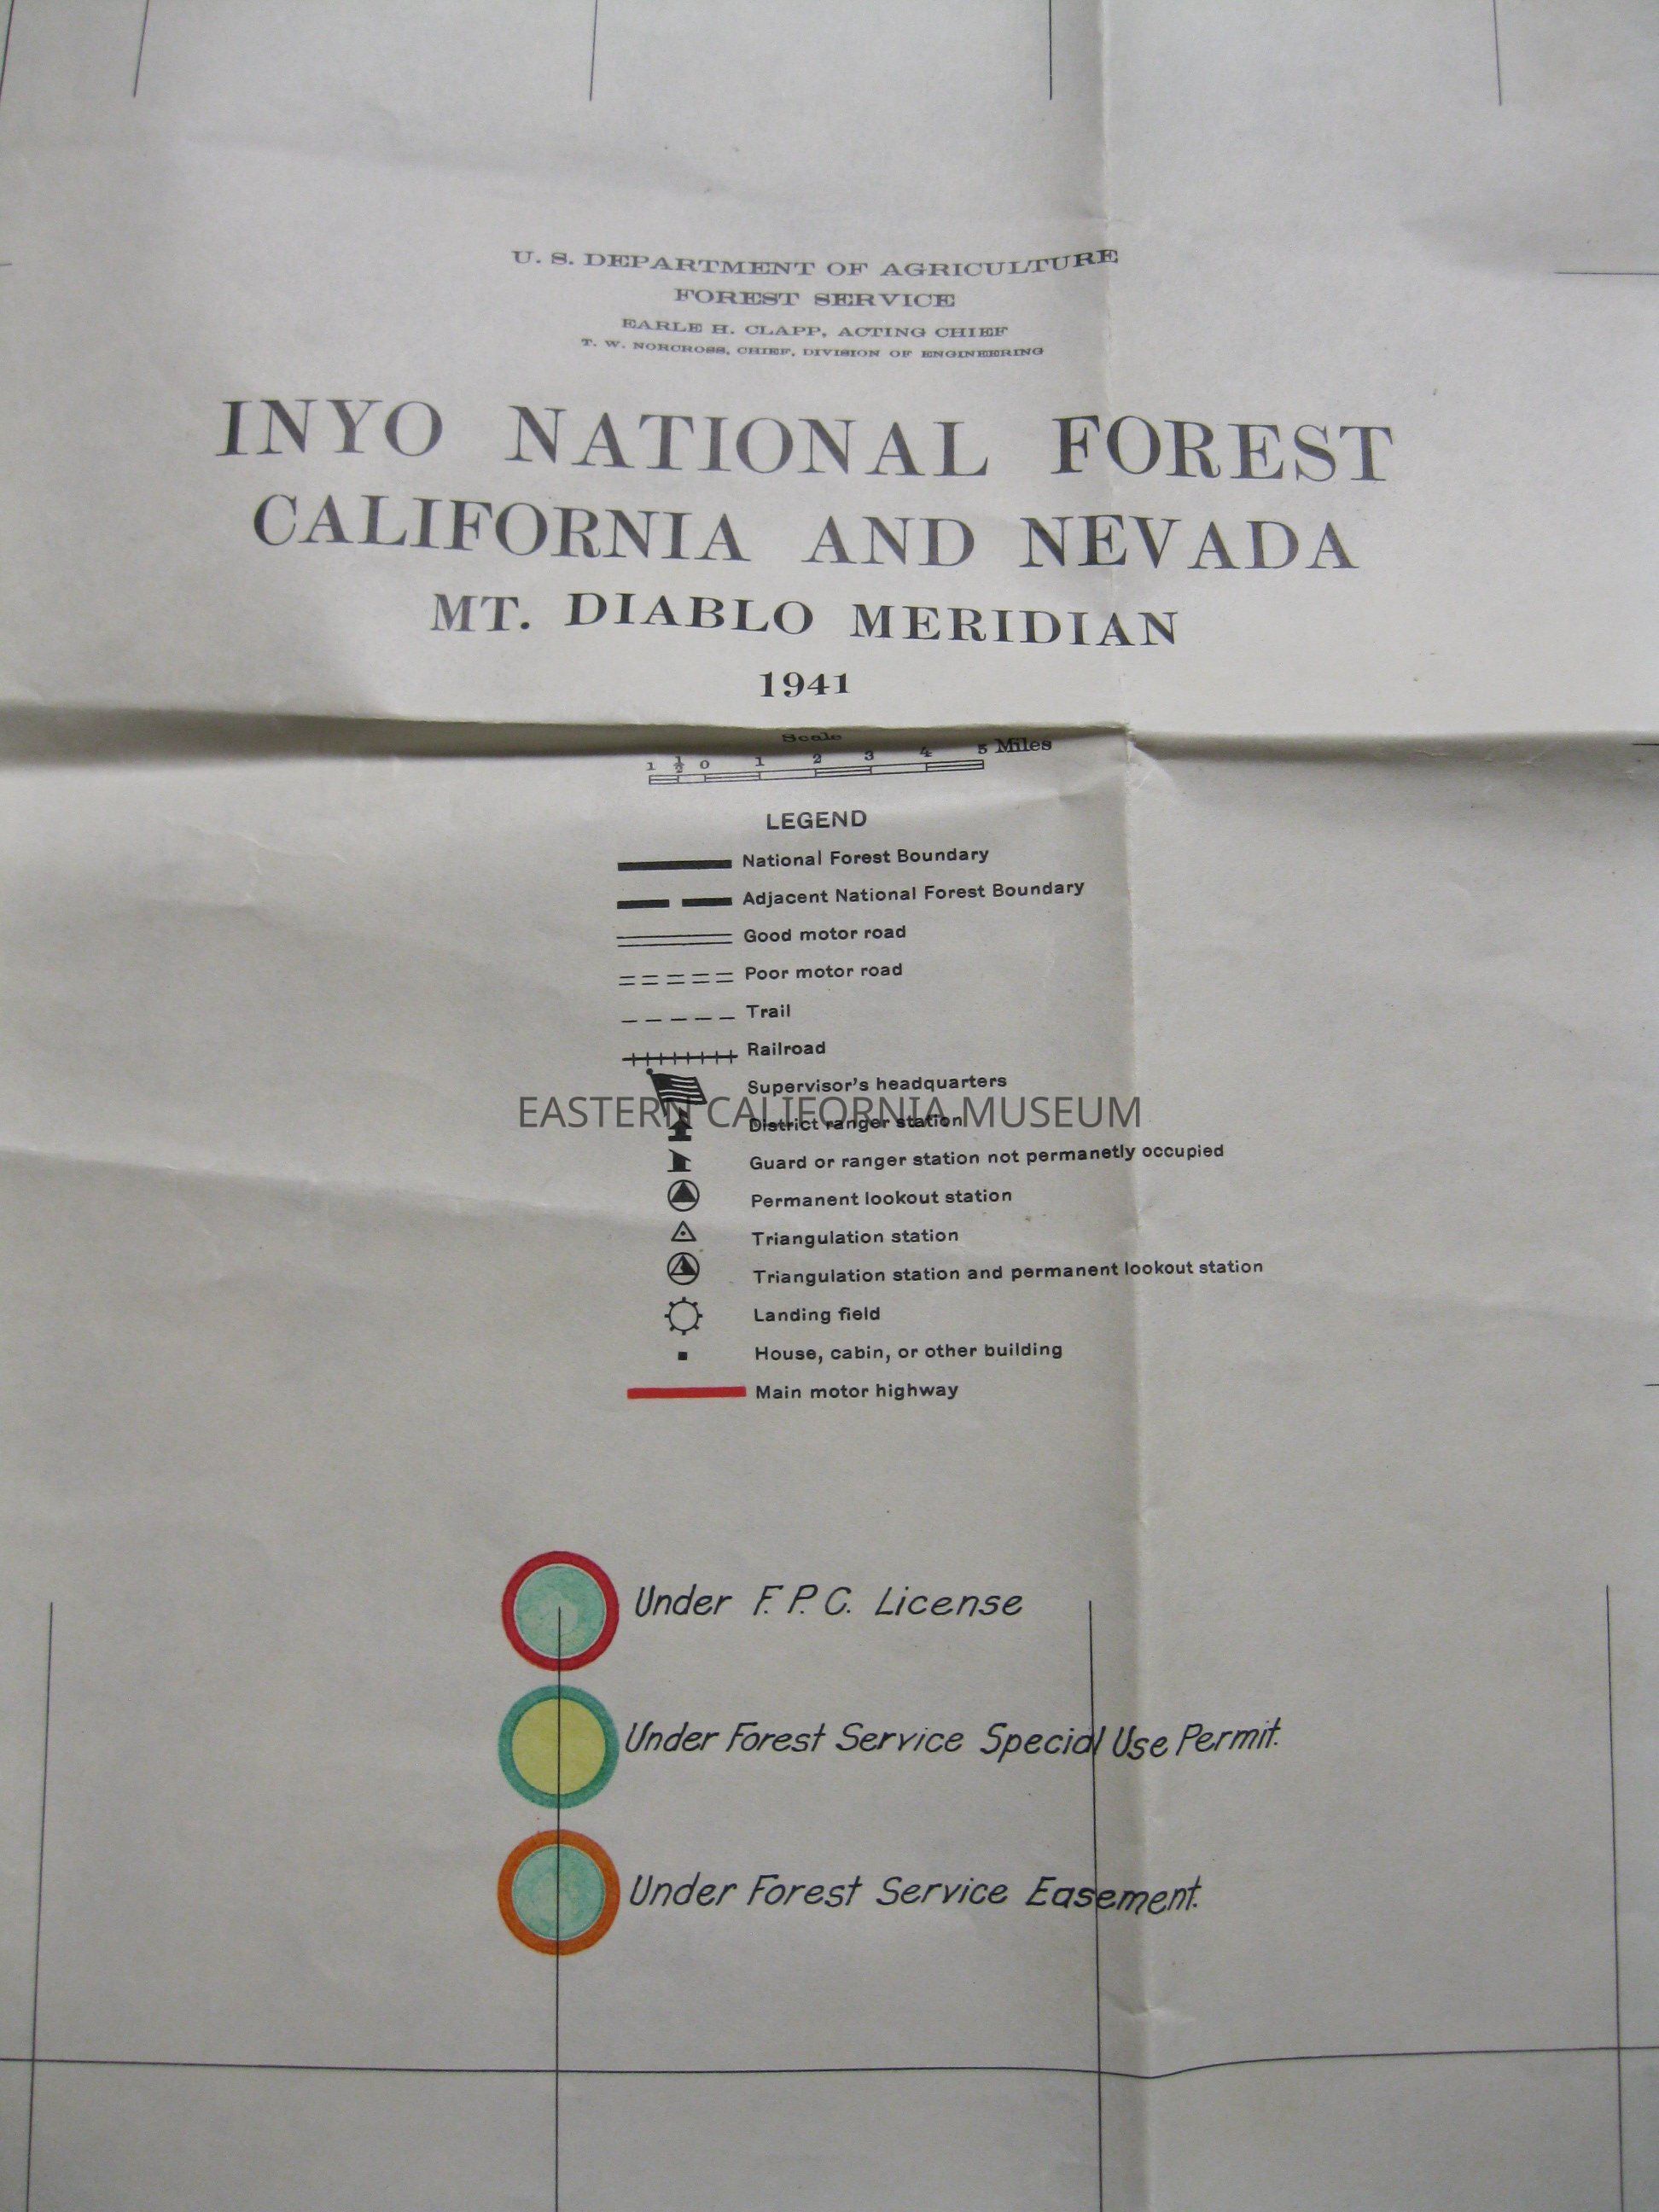 U. S. DEPARTMENT OF AGRICULTURE
FOREST SERVICE
EARLE H. CLAPP, ACTING CHIEF
T. W. NORCROSS, CHIEF, DIVISION OF ENGINEERING
INYO NATIONAL FOREST
CALIFORNIA AND NEVADA
MT. DIABLO MERIDIAN
1941
Scale
1 ½ 0 1 2 3 4 5 Miles
LEGEND
National Forest Boundary
Adjacent National Forest Boundary
Good motor road
Poor motor road
Trail
Railroad
Supervisor's headquarters
EASTERN CALIFORNIA MUSEUM
District ranger station
Guard or ranger station not permanetly occupied
Permanent lookout station
Triangulation station
Triangulation station and permanent lookout station
Landing field
House, cabin, or other building
Main motor highway
Under F. P. C. License
Under Forest Service Special Use Permit.
Under Forest Service Easement.